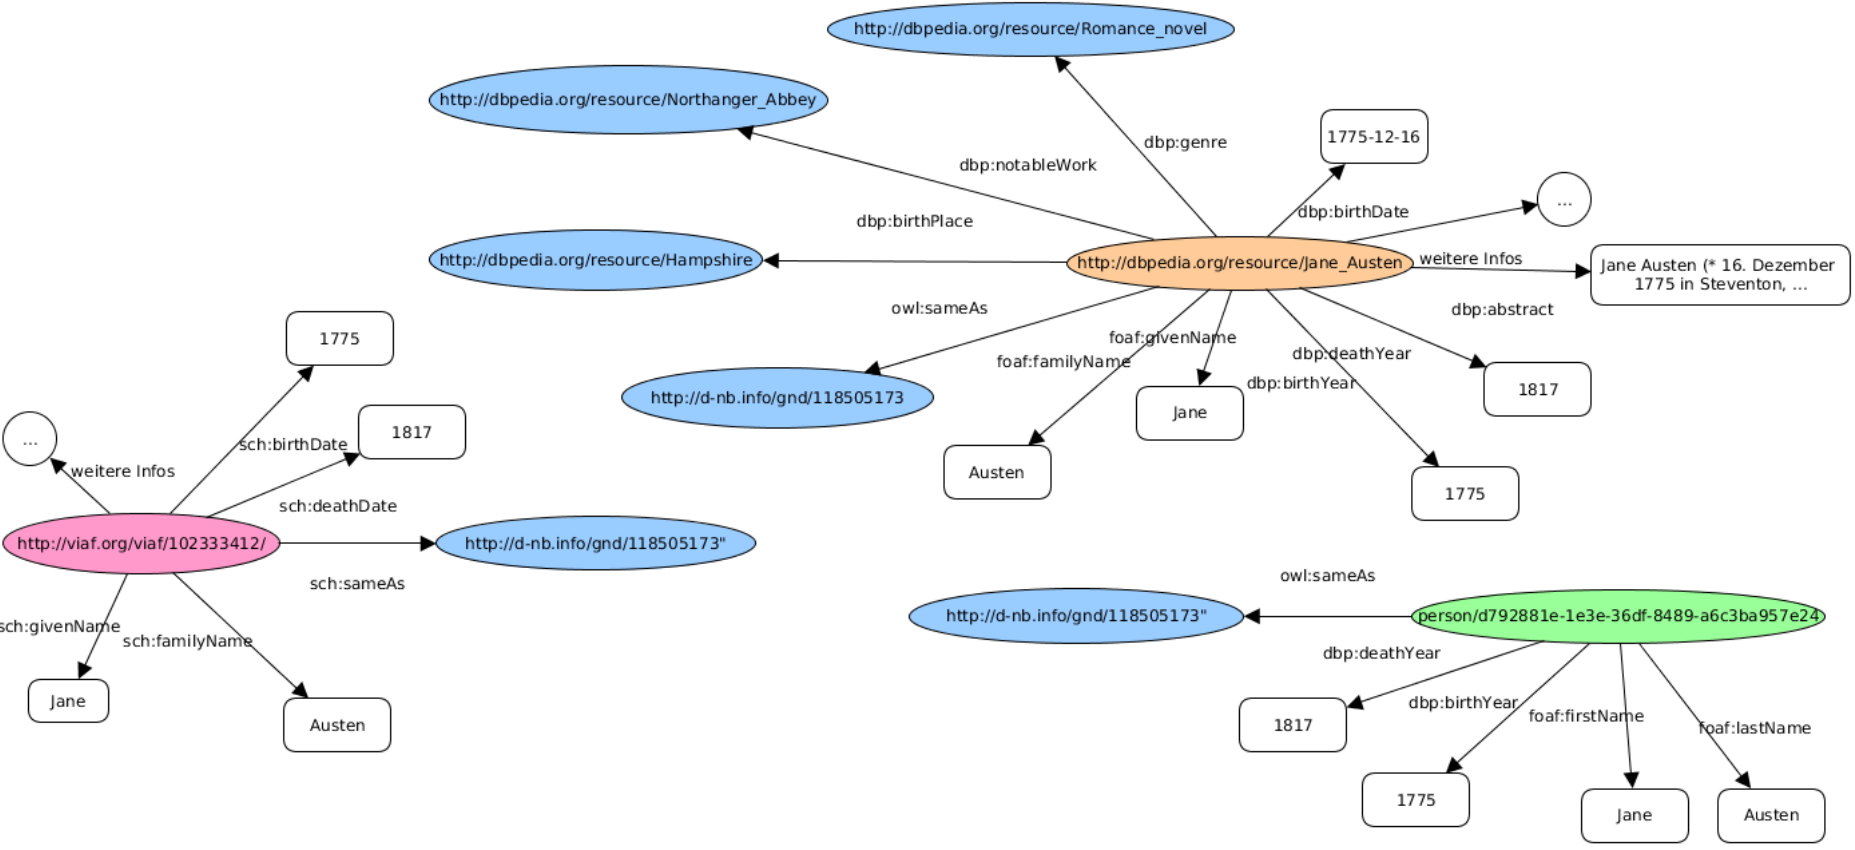 http://dbpedia.org/resource/Romance_novel
http://dbpedia.org/resource/Northanger_Abbey
dbp:genre
1775-12-16
dbp:notableWork
...
dbp:birthDate
dbp:birthPlace
http://dbpedia.org/resource/Hampshire
http://dbpedia.org/resource/Jane_Austen
weitere Infos
Jane Austen (* 16. Dezember
1775 in Steventon, ...
owl:sameAs
dbp:abstract
foaf:givenName
foaf:familyName
dbp:deathYear
dbp:birthYear
http://d-nb.info/gnd/118505173
Jane
1817
Austen
1775
1775
...
1817
sch:birthDate
weitere Infos
sch:deathDate
http://viaf.org/viaf/102333412/
http://d-nb.info/gnd/118505173"
sch:sameAs
sch:givenName
sch:familyName
Jane
Austen
owl:sameAs
http://d-nb.info/gnd/118505173"
person/d792881e-1e3e-36df-8489-a6c3ba957e24
dbp:deathYear
dbp:birthYear
foaf:firstName
foaf:lastName
1817
1775
Jane
Austen